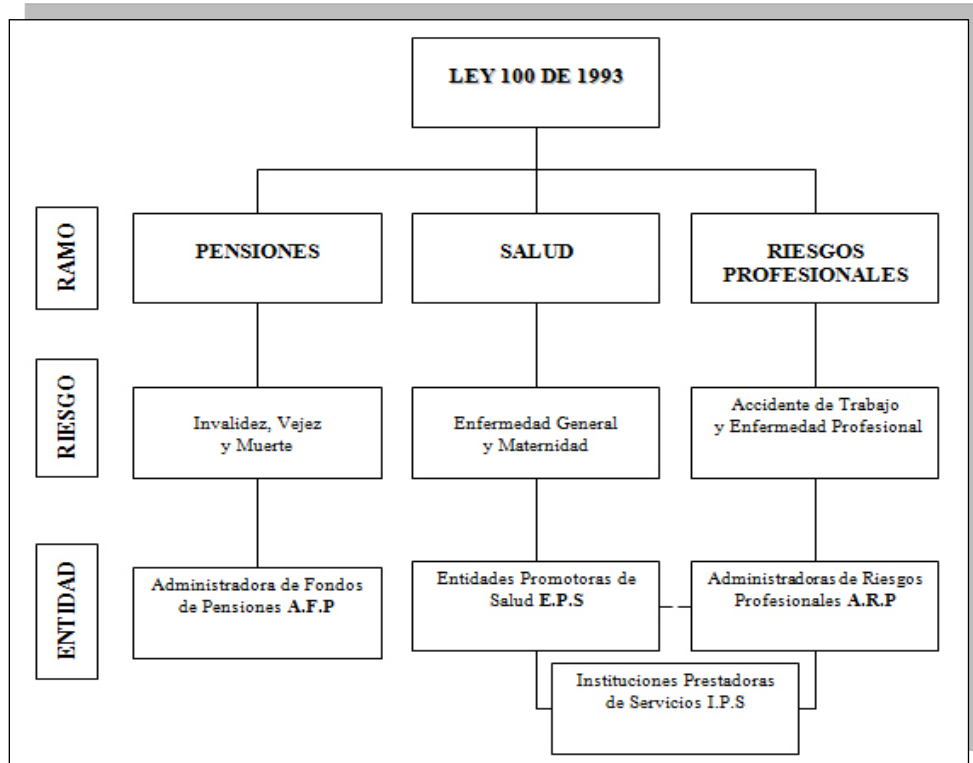 LEY 100 DE 1993
RAMO
PENSIONES
SALUD
RIESGOS
PROFESIONALES
RIESGO
Invalidez, Vejez
y Muerte
Enfermedad General
y Maternidad
Accidente de Trabajo
y Enfermedad Profesional
ENTIDAD
Administradora de Fondos
de Pensiones A.F.P
Entidades Promotoras de
Salud E.P.S
Administradoras de Riesgos
Profesionales A.R.P
Instituciones Prestadoras
de Servicios I.P.S